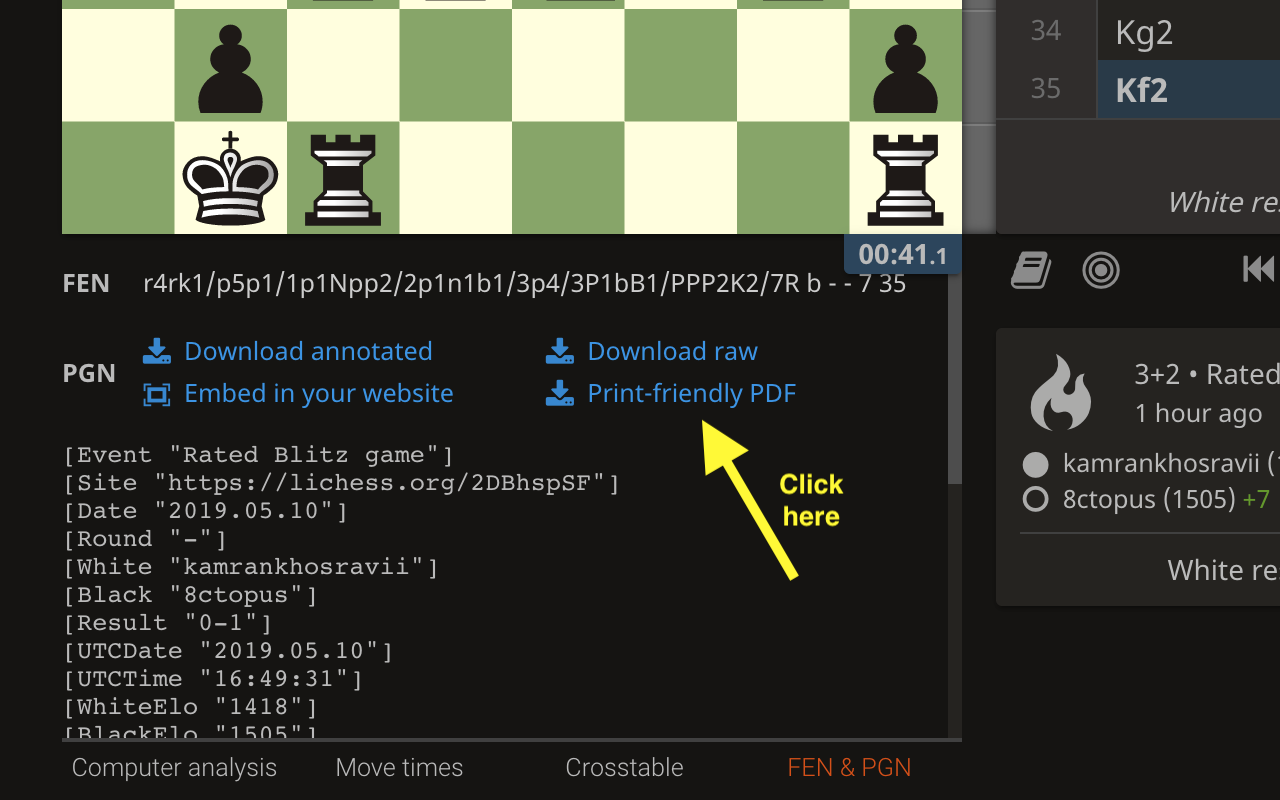 34 Kg2
35 Kf2
White re
00:41.1
FEN r4rk1/p5p1/1p1Npp2/2p1n1b1/3p4/3P1bB1/PPP2K2/7R b - - 7 35
PGN
Download annotated
Download raw
Embed in your website
Print-friendly PDF
[Event "Rated Blitz game"]
[Site "https://lichess.org/2DBhspSF"]
[Date "2019.05.10"]
[Round "-"]
[White "kamrankhosravii"]
[Black "8ctopus"]
[Result "0-1"]
[UTCDate "2019.05.10"]
[UTCTime "16:49:31"]
[WhiteElo "1418"]
[BlackElo "1505"]
Click
here
3+2 • Rated
1 hour ago
kamrankhosravii (1
8ctopus (1505) +7
White re
Computer analysis
Move times
Crosstable
FEN & PGN